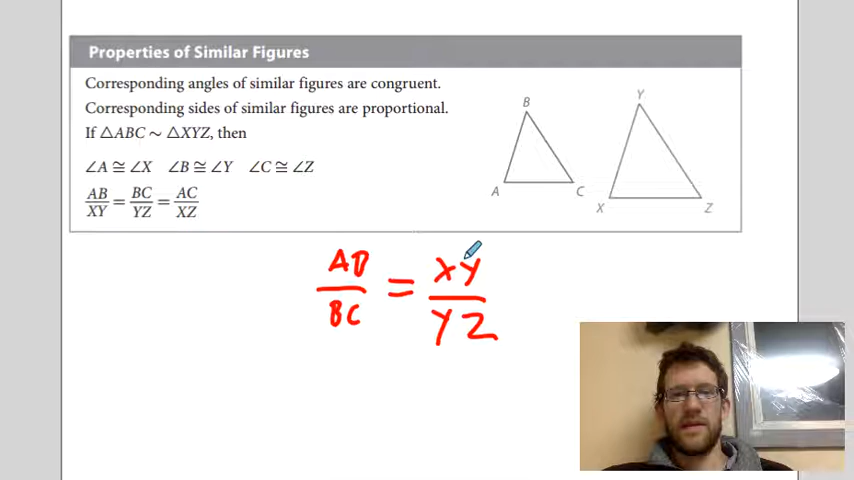 Properties of Similar Figures
Corresponding angles of similar figures are congruent.
Corresponding sides of similar figures are proportional.
If △ABC ~ △XYZ, then
∠A ≅ ∠X ∠B ≅ ∠Y ∠C ≅ ∠Z
AB/XY = BC/YZ = AC/XZ
B
A
C
Y
X
Z
AB/BC = XY/YZ